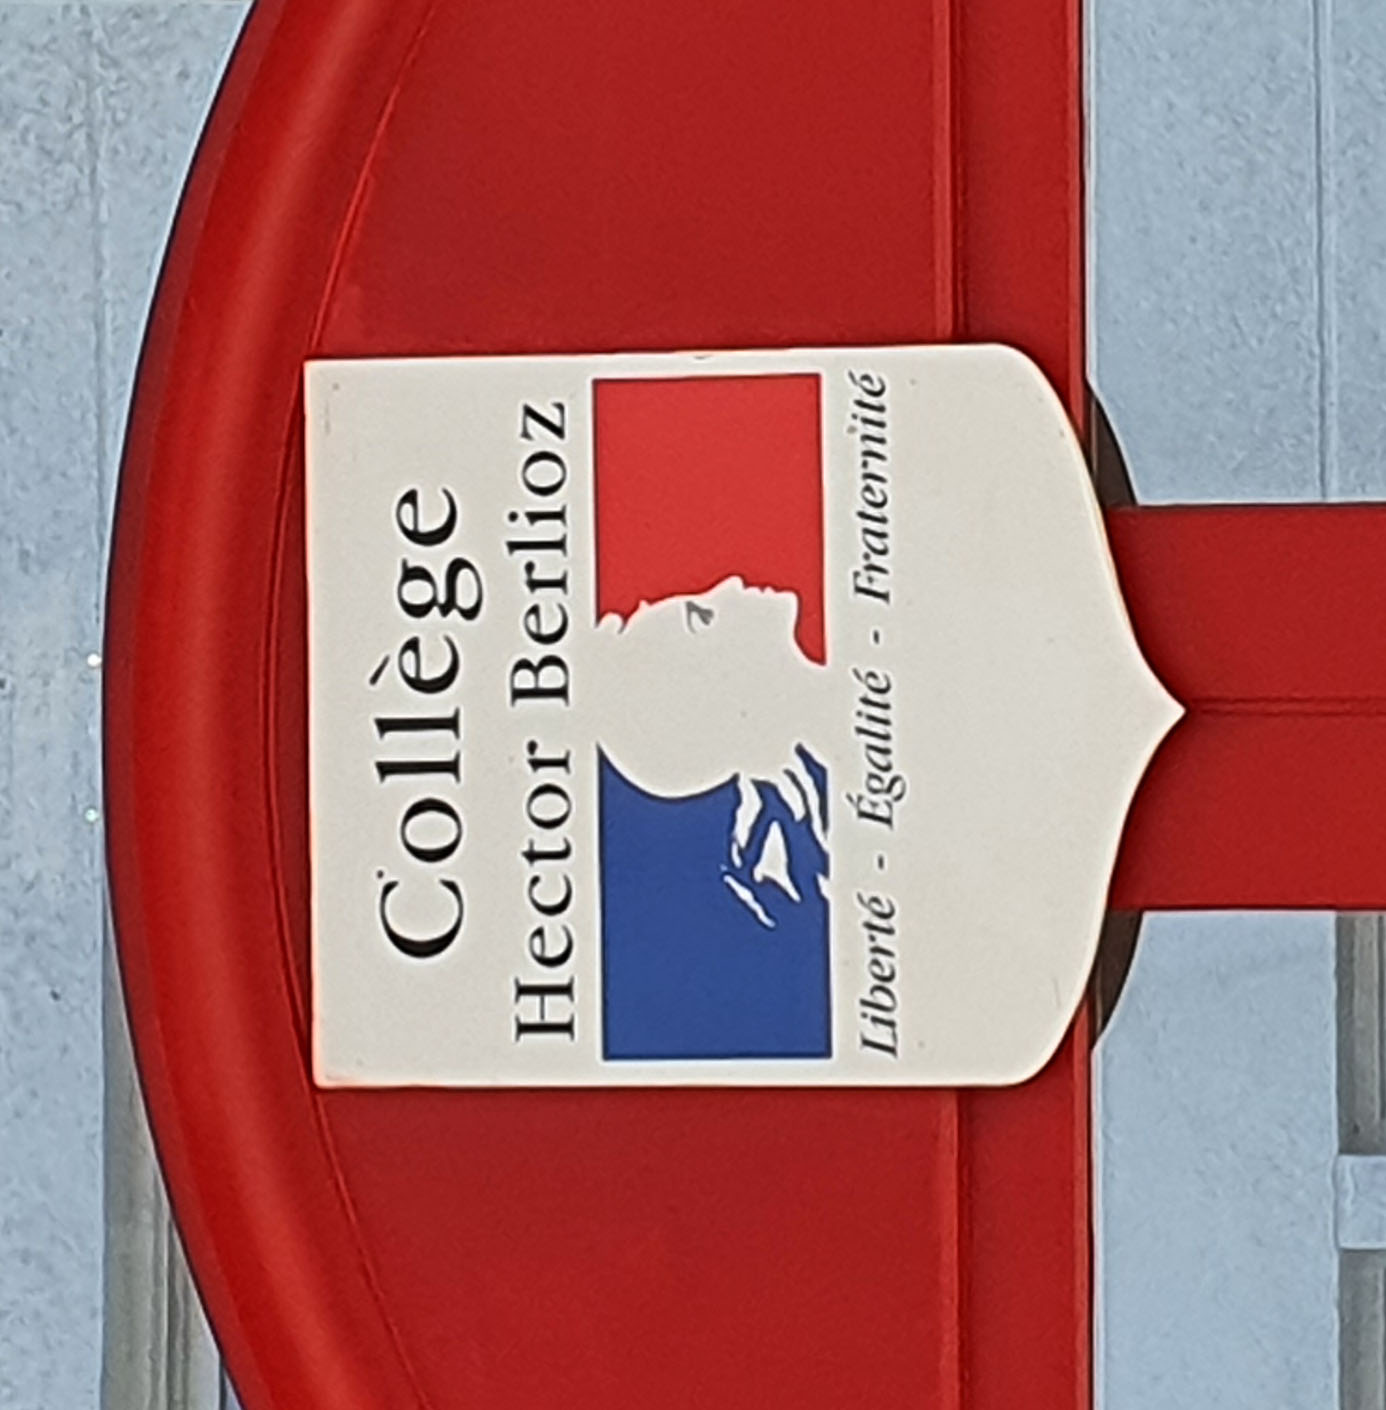 Collège
Hector Berlioz
Liberté - Égalité - Fraternité